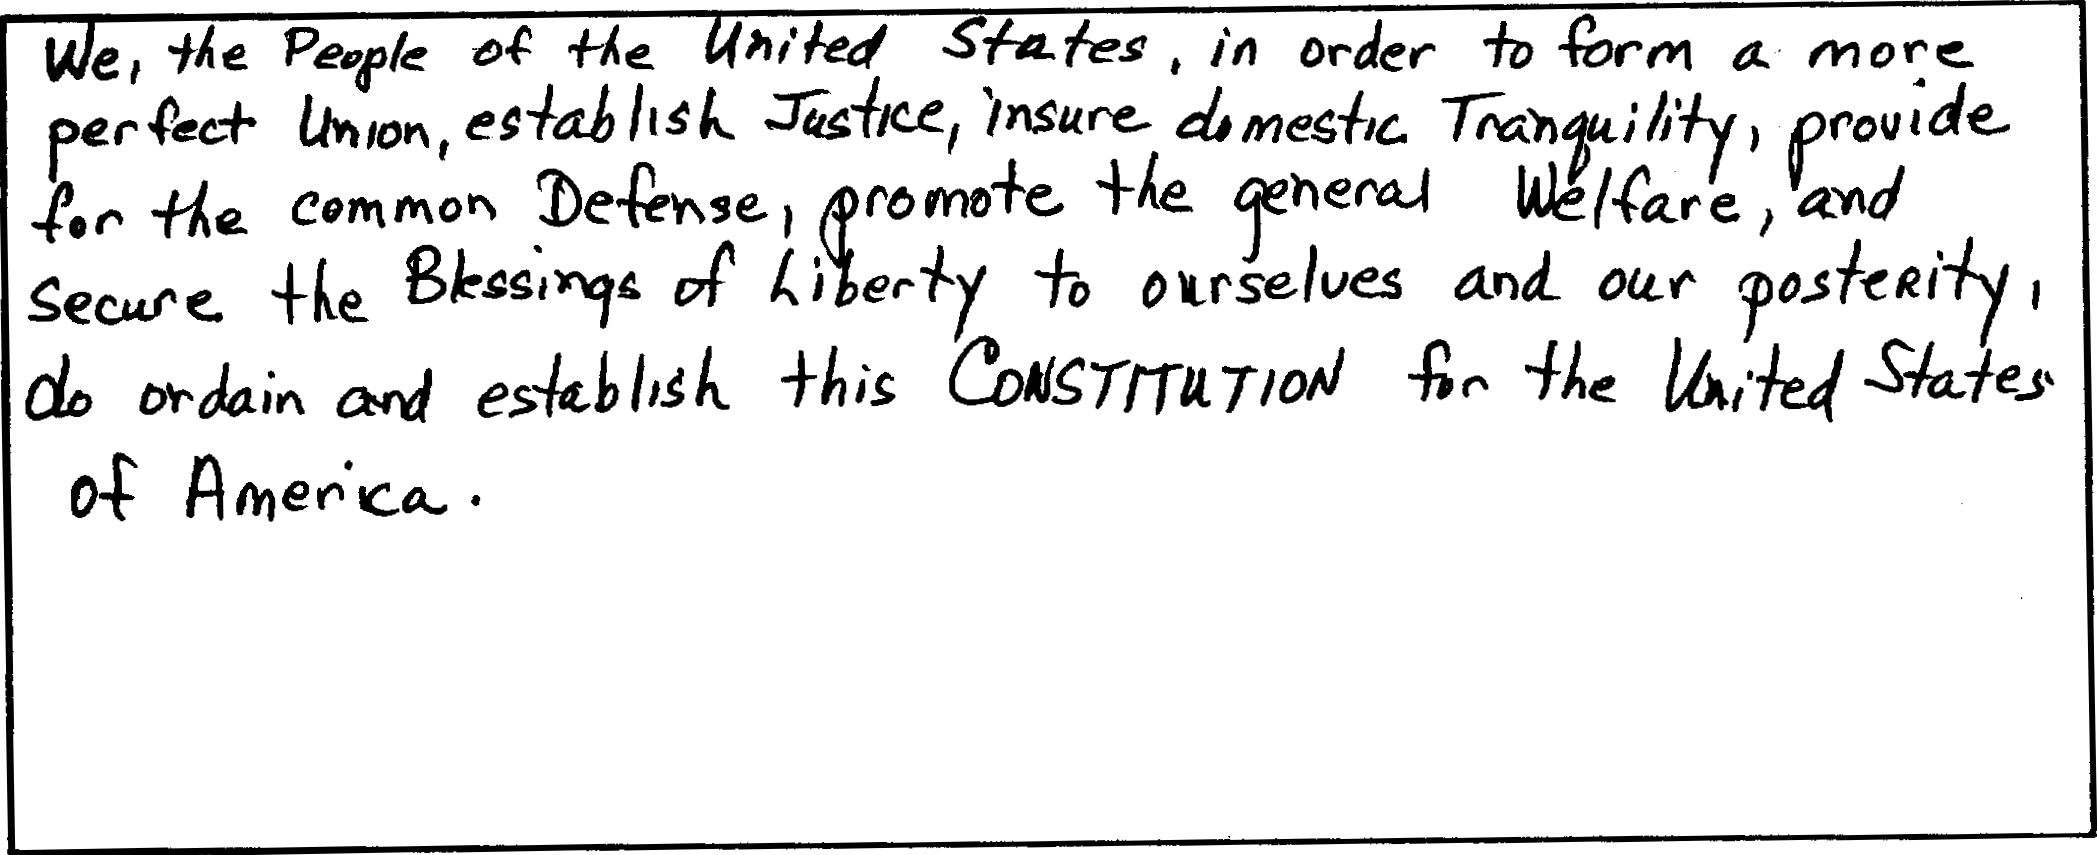 We, the People of the United States, in order to form a more
perfect Union, establish Justice, insure domestic Tranquility, provide
for the common Defense, promote the general Welfare, and
secure the Blessings of Liberty to ourselves and our posterity,
do ordain and establish this CONSTITUTION for the United States
of America.